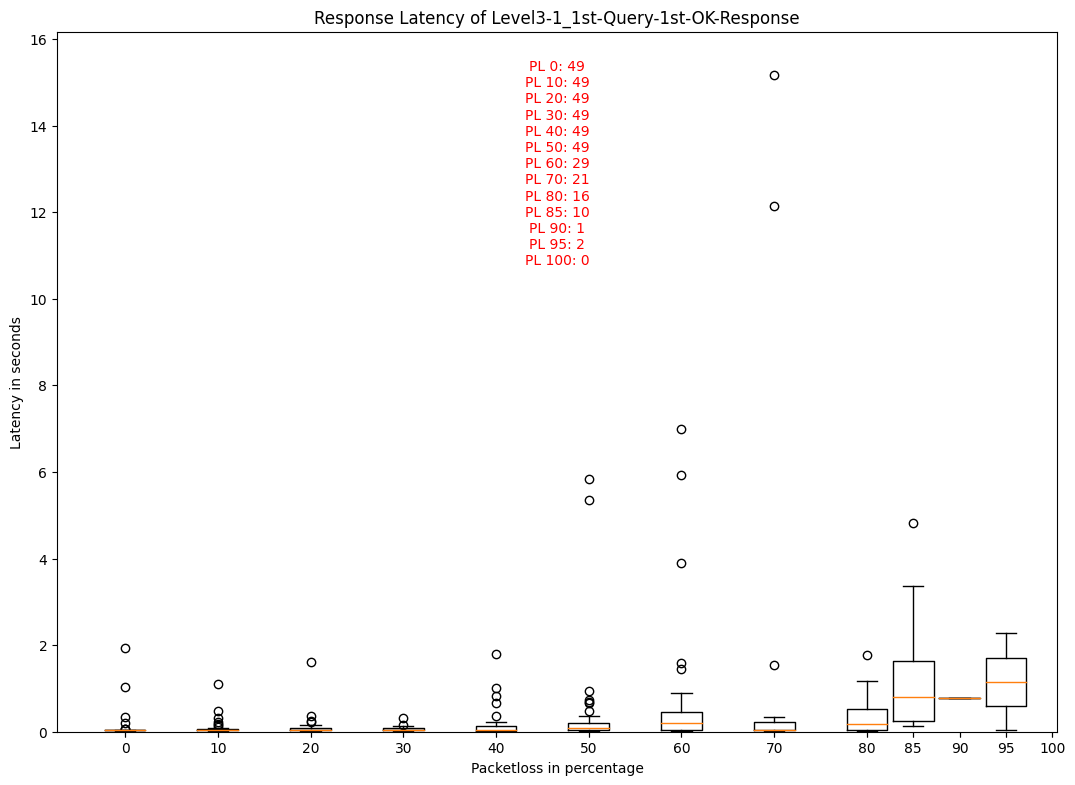 Response Latency of Level3-1_1st-Query-1st-OK-Response
16
14
12
10
8
6
4
2
0
Latency in seconds
PL 0: 49
PL 10: 49
PL 20: 49
PL 30: 49
PL 40: 49
PL 50: 49
PL 60: 29
PL 70: 21
PL 80: 16
PL 85: 10
PL 90: 1
PL 95: 2
PL 100: 0
0 10 20 30 40 50 60 70 80 85 90 95 100
Packetloss in percentage